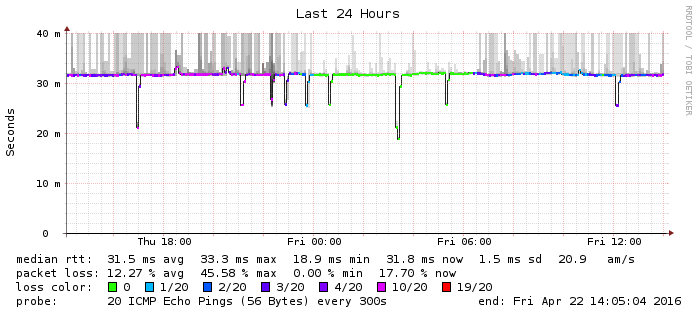 Last 24 Hours
RRDTOOL / TOBI OETIKER
Seconds
40 m
30 m
20 m
10 m
0
Thu 18:00 Fri 00:00 Fri 06:00 Fri 12:00
median rtt: 31.5 ms avg 33.3 ms max 18.9 ms min 31.8 ms now 1.5 ms sd 20.9 am/s
packet loss: 12.27 % avg 45.58 % max 0.00 % min 17.70 % now
loss color: 0 1/20 2/20 3/20 4/20 10/20 19/20
probe: 20 ICMP Echo Pings (56 Bytes) every 300s end: Fri Apr 22 14:05:04 2016